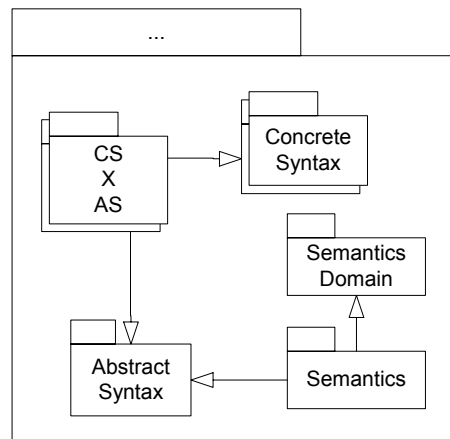 ...
CS
X
AS
Concrete
Syntax
Semantics
Domain
Abstract
Syntax
Semantics